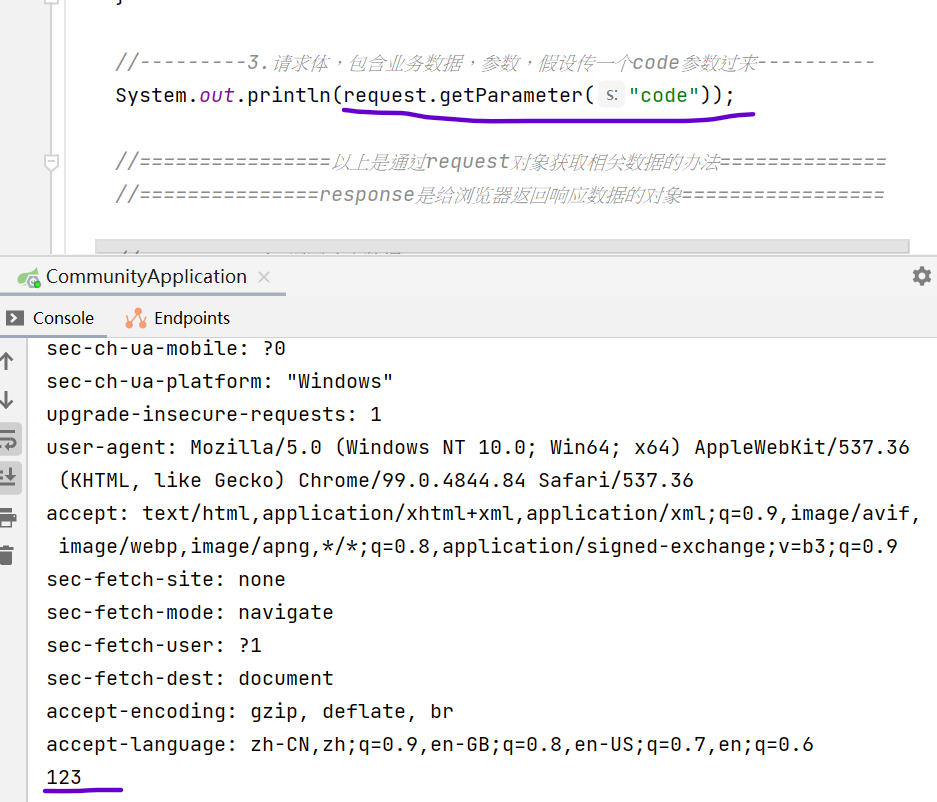 //---------3.请求体，包含业务数据，参数，假设传一个code参数过来----------
System.out.println(request.getParameter( s: "code"));
//================以上是通过request对象获取相关数据的办法==============
//===============response是给浏览器返回响应数据的对象=================
CommunityApplication
Console Endpoints
sec-ch-ua-mobile: ?0
sec-ch-ua-platform: "Windows"
upgrade-insecure-requests: 1
user-agent: Mozilla/5.0 (Windows NT 10.0; Win64; x64) AppleWebKit/537.36
(KHTML, like Gecko) Chrome/99.0.4844.84 Safari/537.36
accept: text/html,application/xhtml+xml,application/xml;q=0.9,image/avif,
image/webp,image/apng,*/*;q=0.8,application/signed-exchange;v=b3;q=0.9
sec-fetch-site: none
sec-fetch-mode: navigate
sec-fetch-user: ?1
sec-fetch-dest: document
accept-encoding: gzip, deflate, br
accept-language: zh-CN,zh;q=0.9,en-GB;q=0.8,en-US;q=0.7,en;q=0.6
123